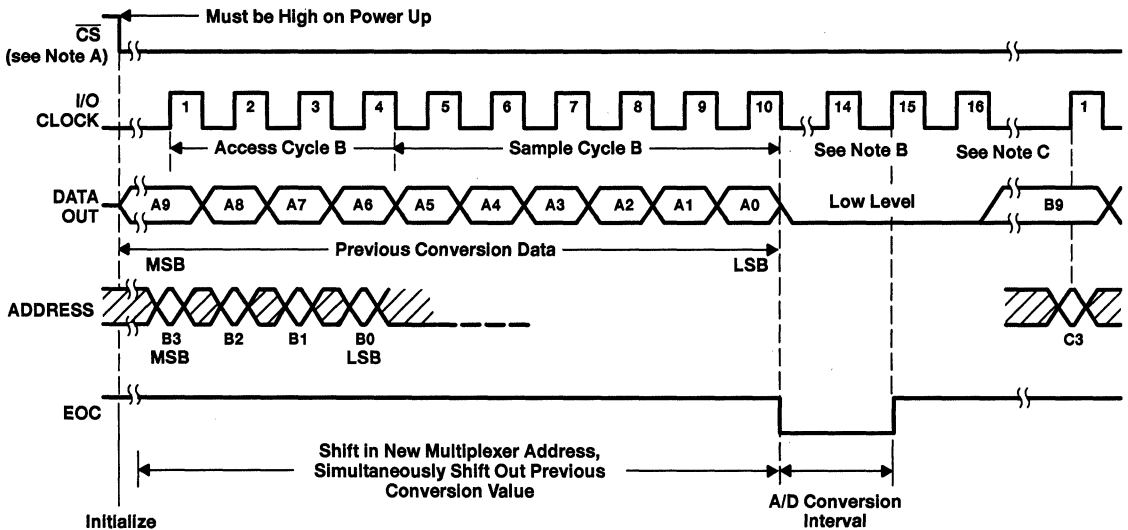 Must be High on Power Up
CS
(see Note A)
I/O
CLOCK
1 2 3 4 5 6 7 8 9 10 14 15 16 1
Access Cycle B
Sample Cycle B
See Note B
See Note C
DATA
OUT
A9 A8 A7 A6 A5 A4 A3 A2 A1 A0
Low Level
B9
Previous Conversion Data
MSB
LSB
ADDRESS
B3 B2 B1 B0
MSB
LSB
C3
EOC
Shift in New Multiplexer Address,
Simultaneously Shift Out Previous
Conversion Value
A/D Conversion
Interval
Initialize